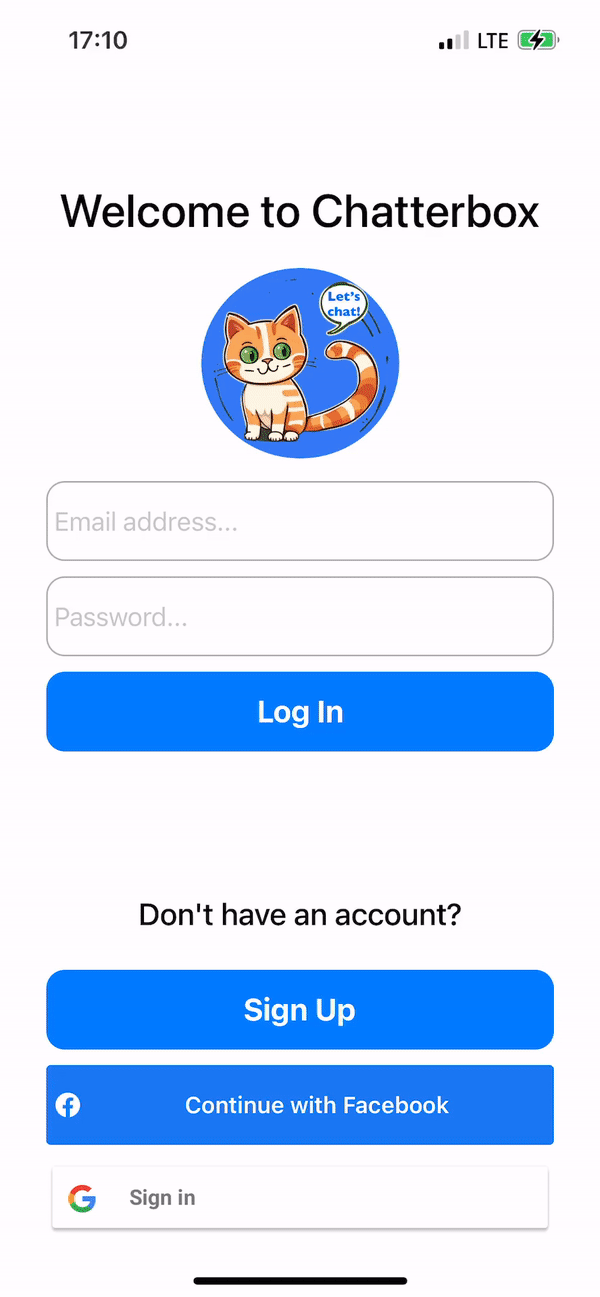 17:10
LTE
Welcome to Chatterbox
Let's
chat!
Email address...
Password...
Log In
Don't have an account?
Sign Up
Continue with Facebook
Sign in